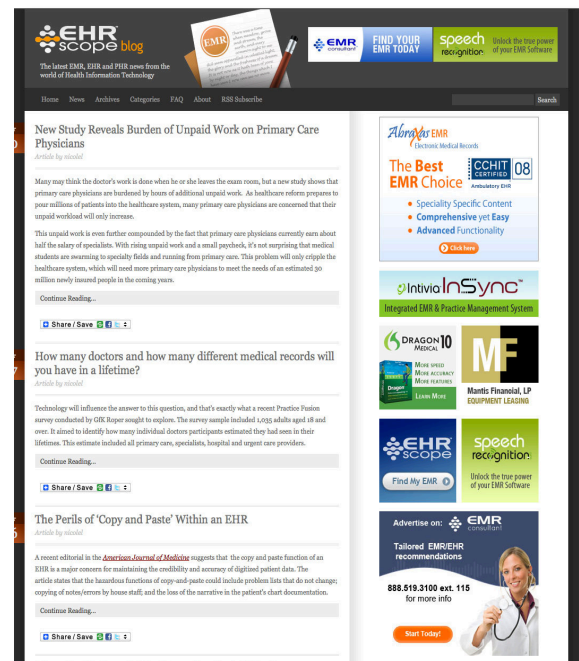 EHR
scope blog
The latest EMR, EHR and PHR news from the
world of Health Information Technology
EMR
EMR
consultant
FIND YOUR
EMR TODAY
speech
recognition
Unlock the true power
of your EMR Software
Home News Archives Categories FAQ About RSS Subscribe
Search
New Study Reveals Burden of Unpaid Work on Primary Care
Physicians
Article by nicolel
Many may think the doctor's work is done when he or she leaves the exam room, but a new study shows that
primary care physicians are burdened by hours of additional unpaid work. As healthcare reform prepares to
pour millions of patients into the healthcare system, many primary care physicians are concerned that their
unpaid workload will only increase.
This unpaid work is even further compounded by the fact that primary care physicians currently earn about
half the salary of specialists. With rising unpaid work and a small paycheck, it's not surprising that medical
students are swarming to specialty fields and running from primary care. This problem will only cripple the
healthcare system, which will need more primary care physicians to meet the needs of an estimated 30
million newly insured people in the coming years.
Continue Reading...
Share / Save
7
How many doctors and how many different medical records will
you have in a lifetime?
Article by nicolel
Technology will influence the answer to this question, and that's exactly what a recent Practice Fusion
survey conducted by GfK Roper sought to explore. The survey sample included 1,035 adults aged 18 and
over. It aimed to identify how many individual doctors participants estimated they had seen in their
lifetimes. This estimate included all primary care, specialists, hospital and urgent care providers.
Continue Reading...
Share / Save
The Perils of 'Copy and Paste' Within an EHR
Article by nicolel
A recent editorial in the American Journal of Medicine suggests that the copy and paste function of an
EHR is a major concern for maintaining the credibility and accuracy of digitized patient data. The
article states that the hazardous functions of copy-and-paste could include problem lists that do not change;
copying of notes/errors by house staff; and the loss of the narrative in the patient's chart documentation.
Continue Reading...
Share / Save
Abraxas EMR
Electronic Medical Records
The Best
EMR Choice
CCHIT
CERTIFIED 08
Ambulatory EHR
• Speciality Specific Content
• Comprehensive yet Easy
• Advanced Functionality
Click here
Intivia InSync™
Integrated EMR & Practice Management System
DRAGON 10
MEDICAL
MORE SPEED
MORE ACCURACY
MORE FEATURES
Dragon
LEARN MORE
MF
Mantis Finanoial, LP
EQUIPMENT LEASING
EHR
scope
Find My EMR
speech
recognition
Unlock the true power
of your EMR Software
Advertise on: EMR
consultant
Tailored EMR/EHR
recommendations
888.519.3100 ext. 115
for more info
Start Today!